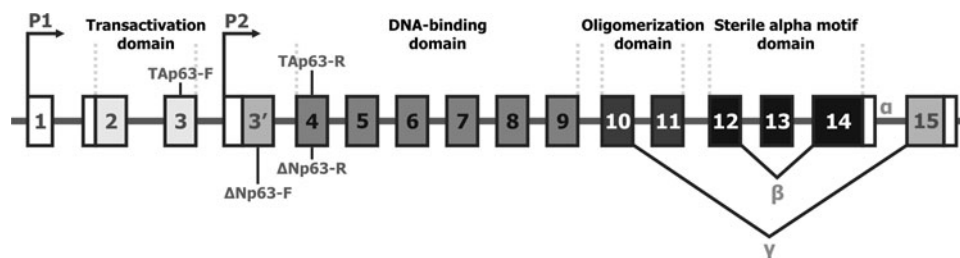 P1
Transactivation
domain
P2
DNA-binding
domain
Oligomerization
domain
Sterile alpha motif
domain
TAp63-F
TAp63-R
1
2
3
3′
4
5
6
7
8
9
10
11
12
13
14
α
15
ΔNp63-F
ΔNp63-R
β
γ